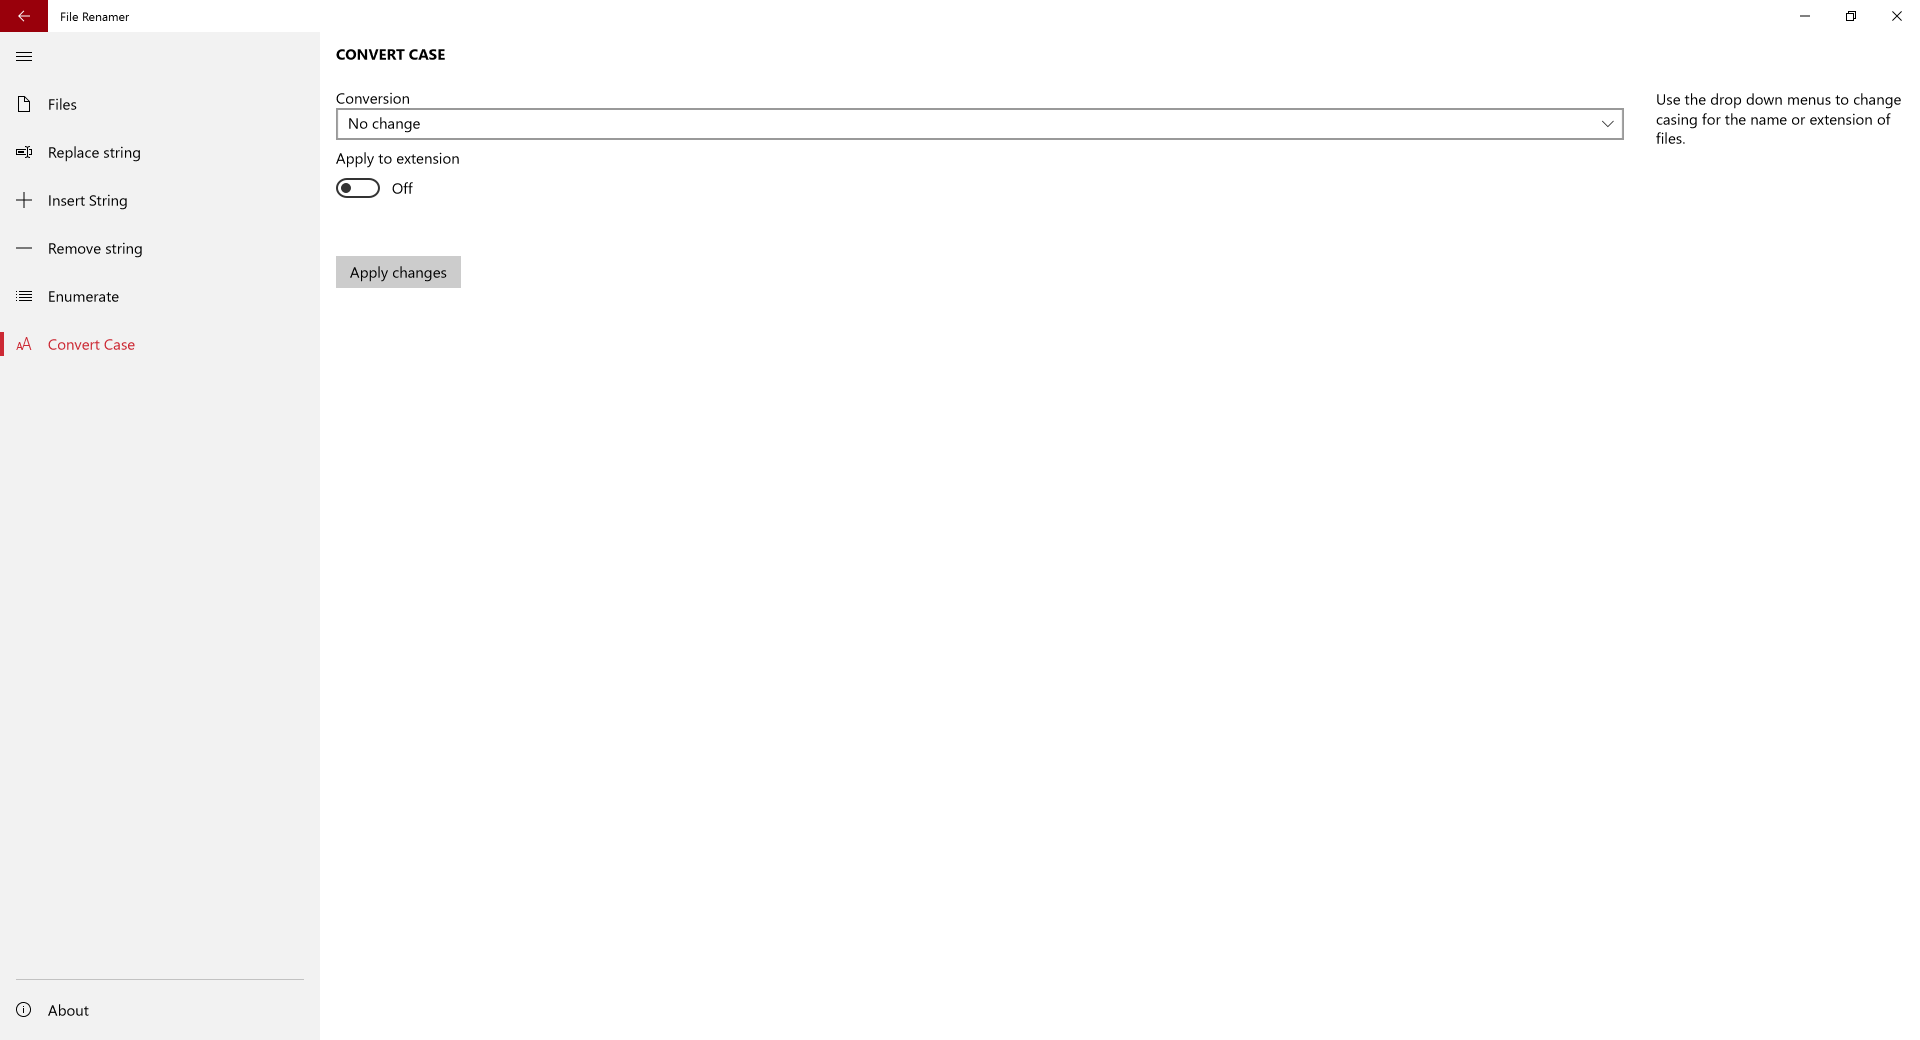 File Renamer
Files
Replace string
Insert String
Remove string
Enumerate
AA Convert Case
About
CONVERT CASE
Conversion
No change
Apply to extension
Off
Apply changes
Use the drop down menus to change
casing for the name or extension of
files.